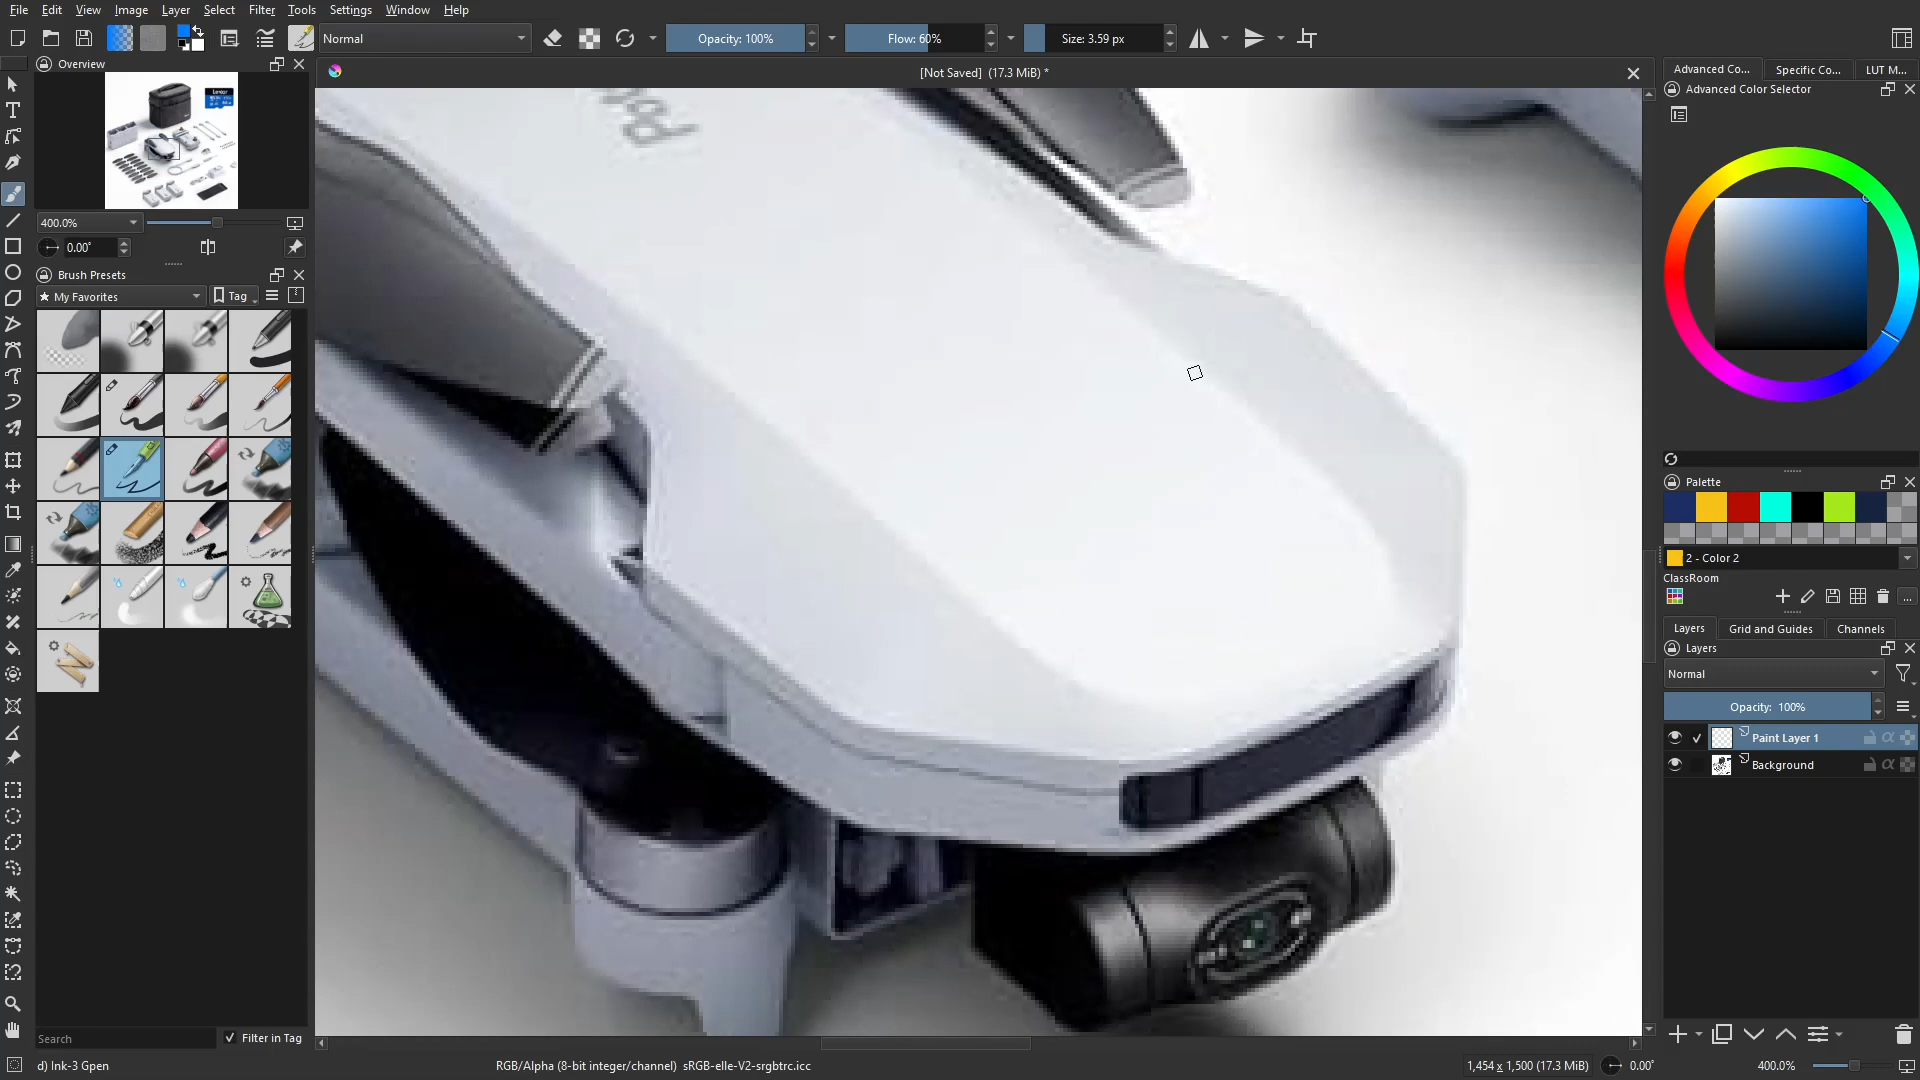 File Edit View Image Layer Select Filter Tools Settings Window Help
Normal
Opacity: 100%
Flow: 60%
Size: 3.59 px
Overview
[Not Saved] (17.3 MiB) *
Advanced Co... Specific Co... LUT M...
Advanced Color Selector
Lexar
400.0%
0.00°
Brush Presets
My Favorites
Tag
Palette
2 - Color 2
ClassRoom
Layers Grid and Guides Channels
Layers
Normal
Opacity: 100%
Paint Layer 1
Background
Search
Filter in Tag
d) Ink-3 Gpen
RGB/Alpha (8-bit integer/channel) sRGB-elle-V2-srgbtrc.icc
1,454 x 1,500 (17.3 MiB)
0.00°
400.0%